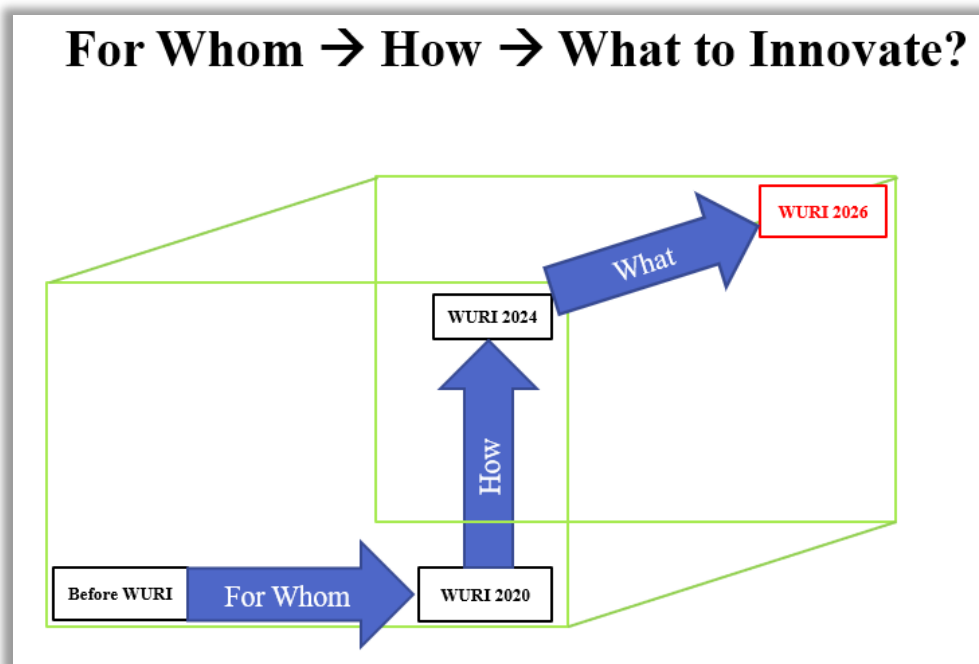 For Whom → How → What to Innovate?
WURI 2026
What
WURI 2024
How
Before WURI
For Whom
WURI 2020